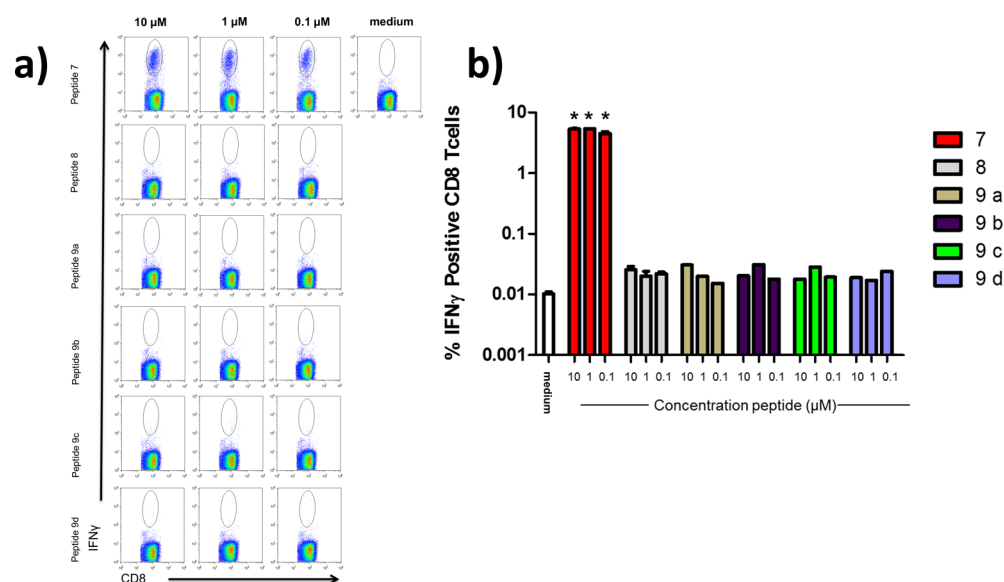 a)
10 µM 1 µM 0.1 µM medium
Peptide 7
Peptide 8
Peptide 9a
Peptide 9b
Peptide 9c
Peptide 9d
IFNγ
CD8
b)
% IFNγ Positive CD8 Tcells
10
1
0.1
0.01
0.001
medium
10 1 0.1 10 1 0.1 10 1 0.1 10 1 0.1 10 1 0.1 10 1 0.1
Concentration peptide (µM)
* * *
7
8
9 a
9 b
9 c
9 d